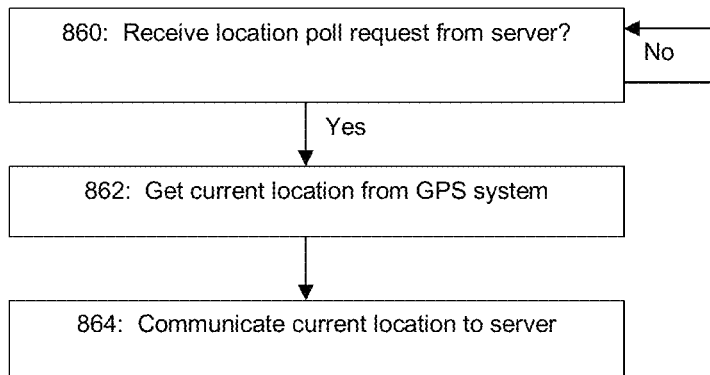 860: Receive location poll request from server?
No
Yes
862: Get current location from GPS system
864: Communicate current location to server